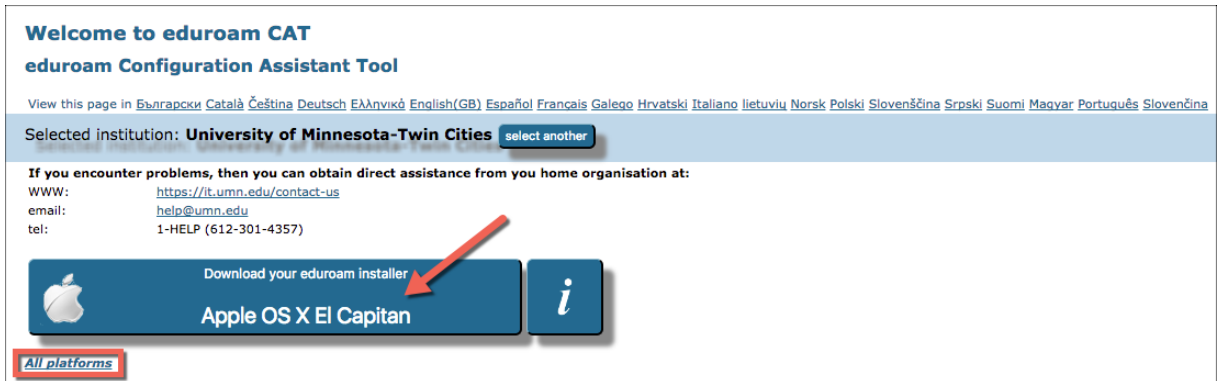 Welcome to eduroam CAT
eduroam Configuration Assistant Tool
View this page in Български Català Čeština Deutsch Ελληνικά English(GB) Español Français Galego Hrvatski Italiano lietuvių Norsk Polski Slovenščina Srpski Suomi Magyar Português Slovenčina
Selected institution: University of Minnesota-Twin Cities select another
If you encounter problems, then you can obtain direct assistance from you home organisation at:
WWW: https://it.umn.edu/contact-us
email: help@umn.edu
tel: 1-HELP (612-301-4357)
Download your eduroam installer
Apple OS X El Capitan
i
All platforms